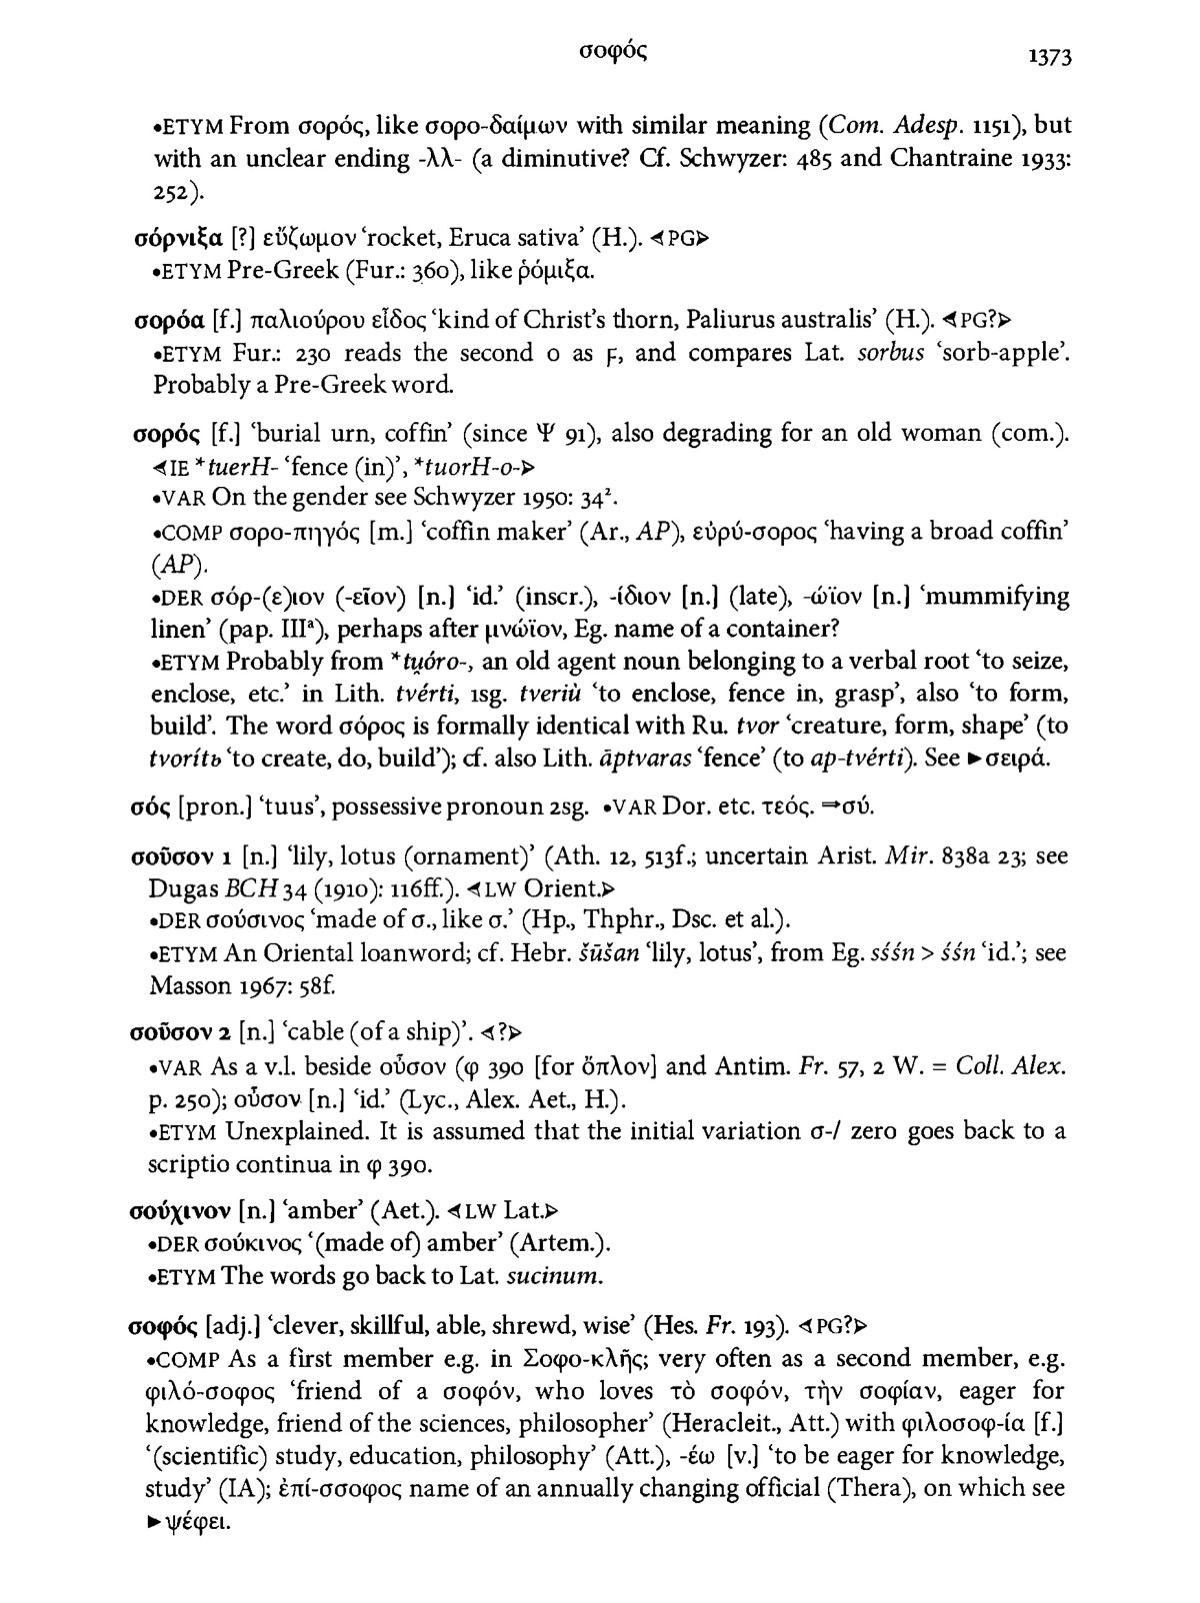 σοφός
1373
•ETYM From σορός, like σορο-δαίμων with similar meaning (Com. Adesp. 1151), but
with an unclear ending -λλ- (a diminutive? Cf. Schwyzer: 485 and Chantraine 1933:
252).
σόρνιξα [?] εὔζωμον ‘rocket, Eruca sativa’ (H.). ⊲PG⊳
•ETYM Pre-Greek (Fur.: 360), like ῥόμιξα.
σορόα [f.] παλιούρου εἶδος ‘kind of Christ’s thorn, Paliurus australis’ (H.). ⊲PG?⊳
•ETYM Fur.: 230 reads the second ο as ϝ, and compares Lat. sorbus ‘sorb-apple’.
Probably a Pre-Greek word.
σορός [f.] ‘burial urn, coffin’ (since Ψ 91), also degrading for an old woman (com.).
⊲IE *tuerH- ‘fence (in)’, *tuorH-o-⊳
•VAR On the gender see Schwyzer 1950: 34².
•COMP σορο-πηγός [m.] ‘coffin maker’ (Ar., AP), εὐρύ-σορος ‘having a broad coffin’
(AP).
•DER σόρ-(ε)ιον (-εῖον) [n.] ‘id.’ (inscr.), -ίδιον [n.] (late), -ώϊον [n.] ‘mummifying
linen’ (pap. IIIª), perhaps after μνώϊον, Eg. name of a container?
•ETYM Probably from *tu̯óro-, an old agent noun belonging to a verbal root ‘to seize,
enclose, etc.’ in Lith. tvérti, 1sg. tveriù ‘to enclose, fence in, grasp’, also ‘to form,
build’. The word σόρος is formally identical with Ru. tvor ‘creature, form, shape’ (to
tvorítь ‘to create, do, build’); cf. also Lith. āptvaras ‘fence’ (to ap-tvérti). See ►σειρά.
σός [pron.] ‘tuus’, possessive pronoun 2sg. •VAR Dor. etc. τεός. ⇒σύ.
σοῦσον 1 [n.] ‘lily, lotus (ornament)’ (Ath. 12, 513f.; uncertain Arist. Mir. 838a 23; see
Dugas BCH 34 (1910): 116ff.). ⊲LW Orient.⊳
•DER σούσινος ‘made of σ., like σ.’ (Hp., Thphr., Dsc. et al.).
•ETYM An Oriental loanword; cf. Hebr. šūšan ‘lily, lotus’, from Eg. sśśn > śśn ‘id.’; see
Masson 1967: 58f.
σοῦσον 2 [n.] ‘cable (of a ship)’. ⊲?⊳
•VAR As a v.l. beside οὖσον (φ 390 [for ὅπλον] and Antim. Fr. 57, 2 W. = Coll. Alex.
p. 250); οὖσον [n.] ‘id.’ (Lyc., Alex. Aet., H.).
•ETYM Unexplained. It is assumed that the initial variation σ-/ zero goes back to a
scriptio continua in φ 390.
σούχινον [n.] ‘amber’ (Aet.). ⊲LW Lat.⊳
•DER σούκινος ‘(made of) amber’ (Artem.).
•ETYM The words go back to Lat. sucinum.
σοφός [adj.] ‘clever, skillful, able, shrewd, wise’ (Hes. Fr. 193). ⊲PG?⊳
•COMP As a first member e.g. in Σοφο-κλῆς; very often as a second member, e.g.
φιλό-σοφος ‘friend of a σοφόν, who loves τὸ σοφόν, τὴν σοφίαν, eager for
knowledge, friend of the sciences, philosopher’ (Heracleit., Att.) with φιλοσοφ-ία [f.]
‘(scientific) study, education, philosophy’ (Att.), -έω [v.] ‘to be eager for knowledge,
study’ (IA); ἐπί-σσοφος name of an annually changing official (Thera), on which see
►ψέφει.